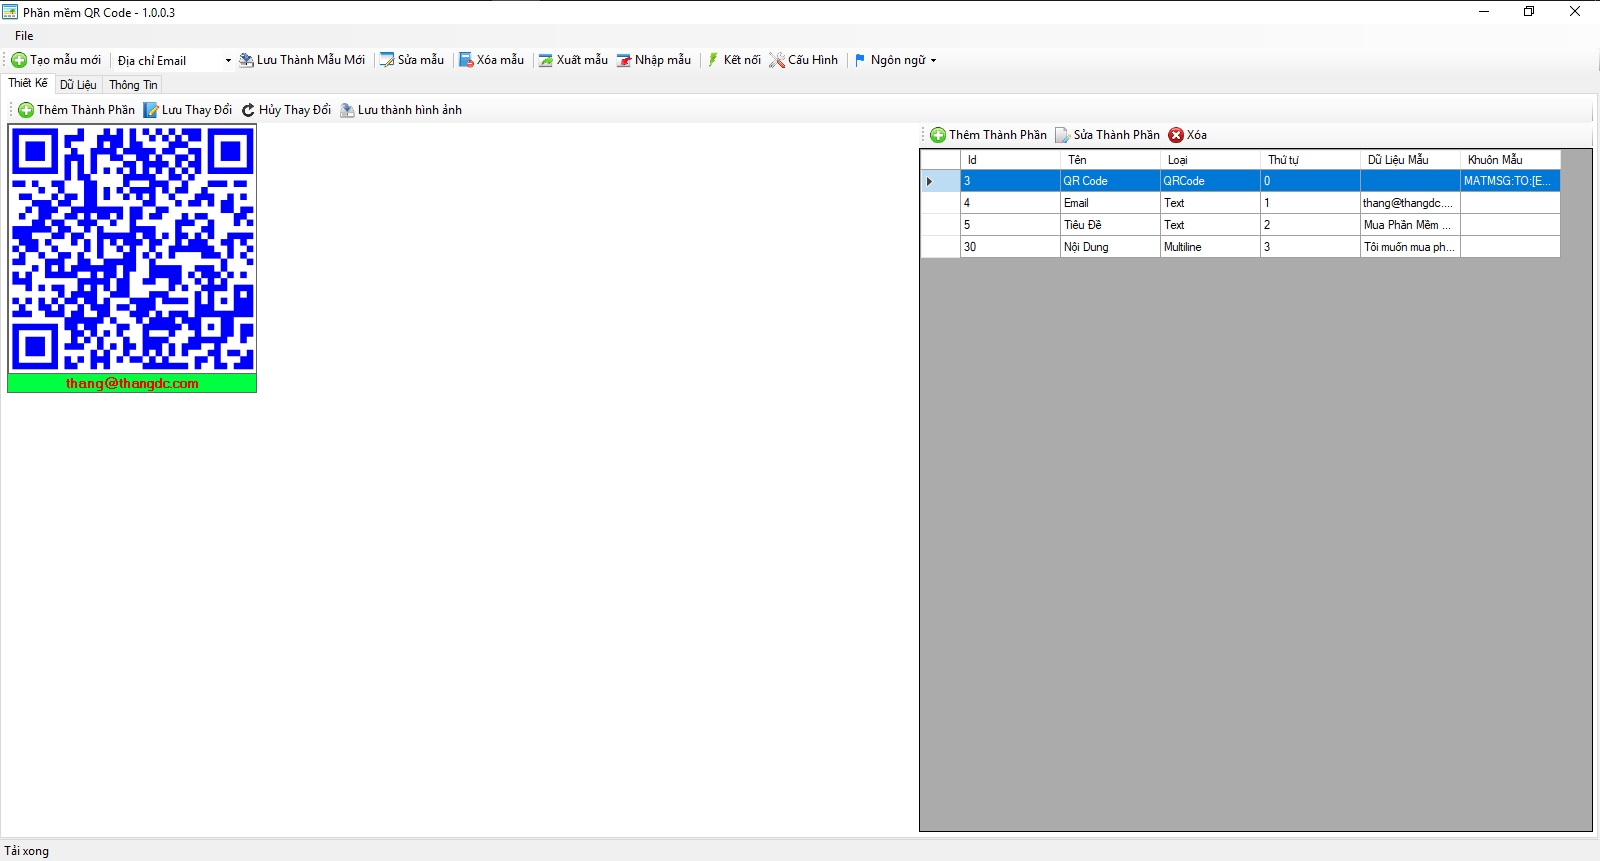 Phần mềm QR Code - 1.0.0.3
File
Tạo mẫu mới Địa chỉ Email Lưu Thành Mẫu Mới Sửa mẫu Xóa mẫu Xuất mẫu Nhập mẫu Kết nối Cấu Hình Ngôn ngữ
Thiết Kế Dữ Liệu Thông Tin
Thêm Thành Phần Lưu Thay Đổi Hủy Thay Đổi Lưu thành hình ảnh
thang@thangdc.com
Thêm Thành Phần Sửa Thành Phần Xóa
Id Tên Loại Thứ tự Dữ Liệu Mẫu Khuôn Mẫu
3 QR Code QRCode 0 MATMSG:TO:[E...
4 Email Text 1 thang@thangdc....
5 Tiêu Đề Text 2 Mua Phần Mềm ...
30 Nội Dung Multiline 3 Tôi muốn mua ph...
Tải xong